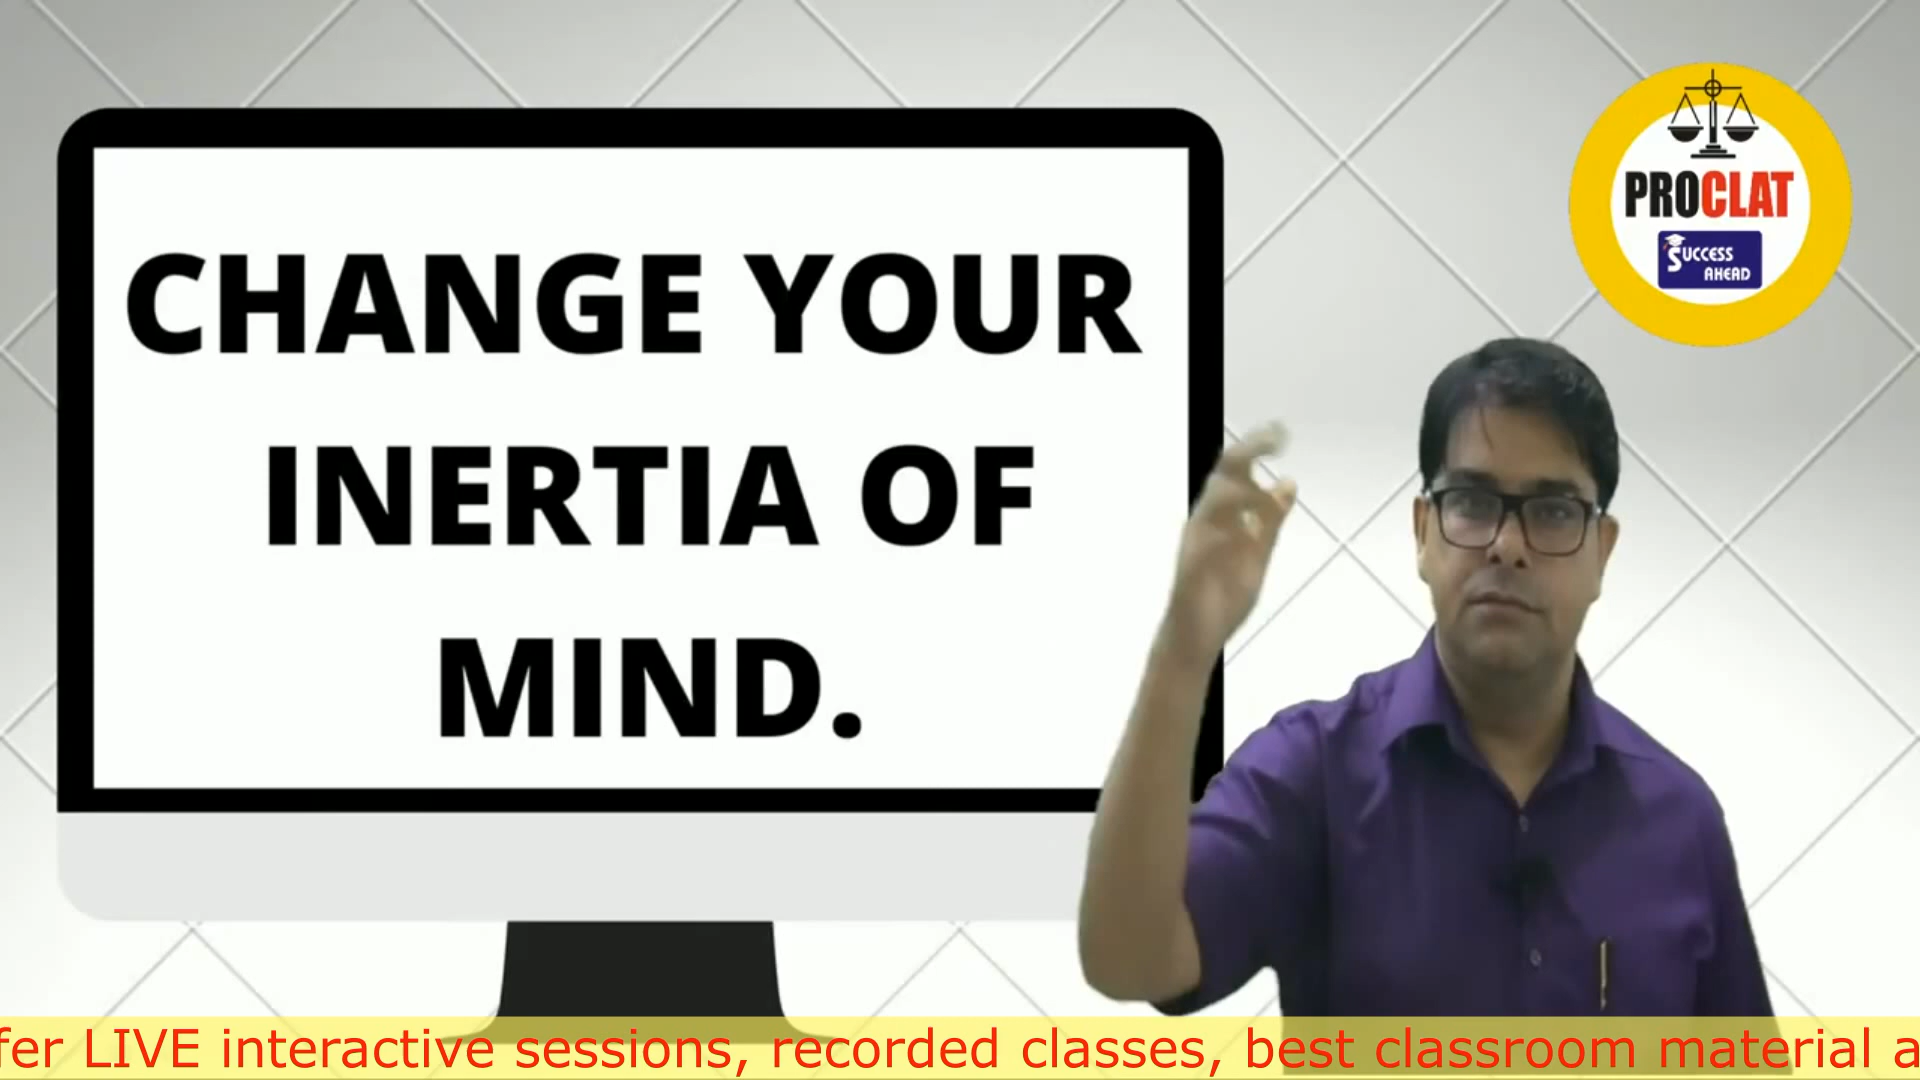 CHANGE YOUR
INERTIA OF
MIND.
PROCLAT
SUCCESS
AHEAD
fer LIVE interactive sessions, recorded classes, best classroom material a